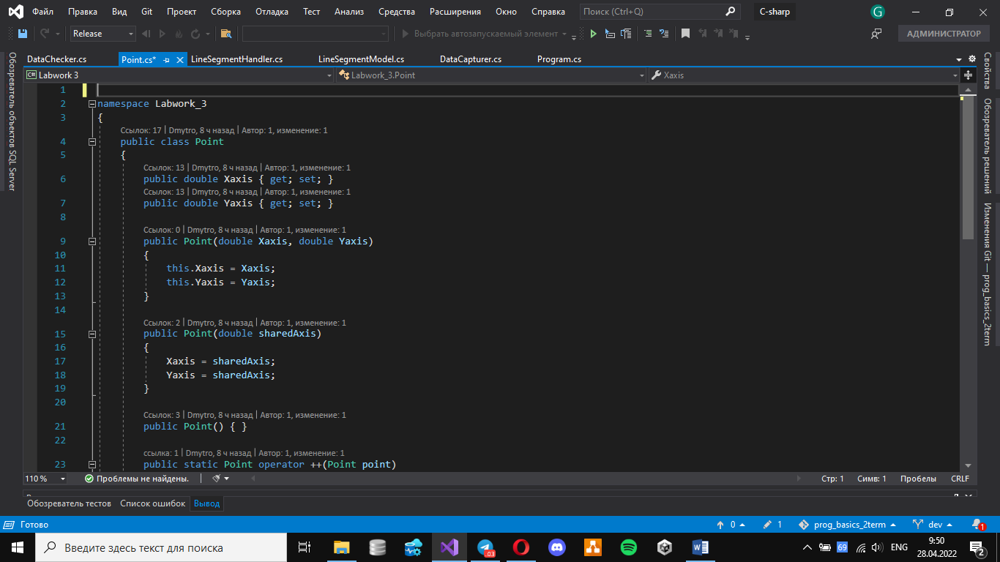 Файл Правка Вид Git Проект Сборка Отладка Тест Анализ Средства Расширения Окно Справка Поиск (Ctrl+Q) C-sharp G
Release Выбрать автозапускаемый элемент АДМИНИСТРАТОР
DataChecker.cs Point.cs* LineSegmentHandler.cs LineSegmentModel.cs DataCapturer.cs Program.cs
C# Labwork 3 Labwork_3.Point Xaxis
Обозреватель объектов SQL Server
1
2 namespace Labwork_3
3 {
Ссылок: 17 | Dmytro, 8 ч назад | Автор: 1, изменение: 1
4 public class Point
5 {
Ссылок: 13 | Dmytro, 8 ч назад | Автор: 1, изменение: 1
6 public double Xaxis { get; set; }
Ссылок: 13 | Dmytro, 8 ч назад | Автор: 1, изменение: 1
7 public double Yaxis { get; set; }
8
Ссылок: 0 | Dmytro, 8 ч назад | Автор: 1, изменение: 1
9 public Point(double Xaxis, double Yaxis)
10 {
11 this.Xaxis = Xaxis;
12 this.Yaxis = Yaxis;
13 }
14
Ссылок: 2 | Dmytro, 8 ч назад | Автор: 1, изменение: 1
15 public Point(double sharedAxis)
16 {
17 Xaxis = sharedAxis;
18 Yaxis = sharedAxis;
19 }
20
Ссылок: 3 | Dmytro, 8 ч назад | Автор: 1, изменение: 1
21 public Point() { }
22
ссылка: 1 | Dmytro, 8 ч назад | Автор: 1, изменение: 1
23 public static Point operator ++(Point point)
Свойства
Обозреватель решений
Изменения Git — prog_basics_2term
110 % Проблемы не найдены. Стр: 1 Симв: 1 Пробелы CRLF
Обозреватель тестов Список ошибок Вывод
Готово 0 1 prog_basics_2term dev 1
Введите здесь текст для поиска .03 69 ENG 9:50
28.04.2022 2